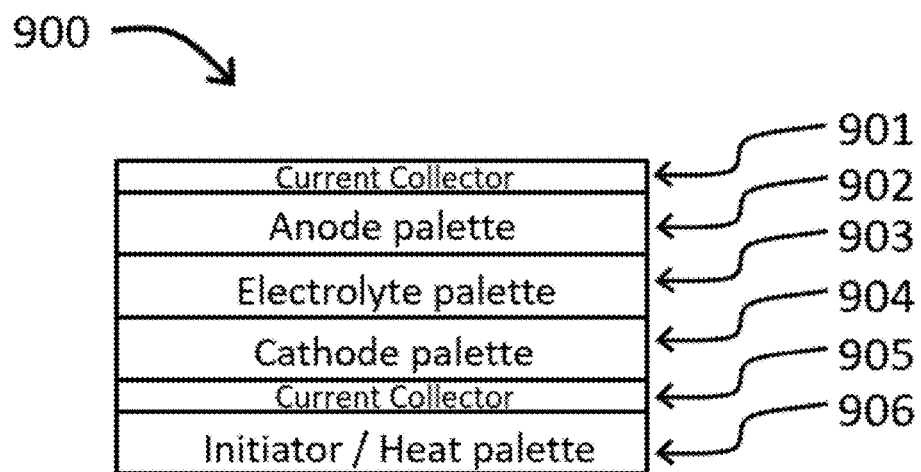 900
Current Collector 901
Anode palette 902
Electrolyte palette 903
Cathode palette 904
Current Collector 905
Initiator / Heat palette 906